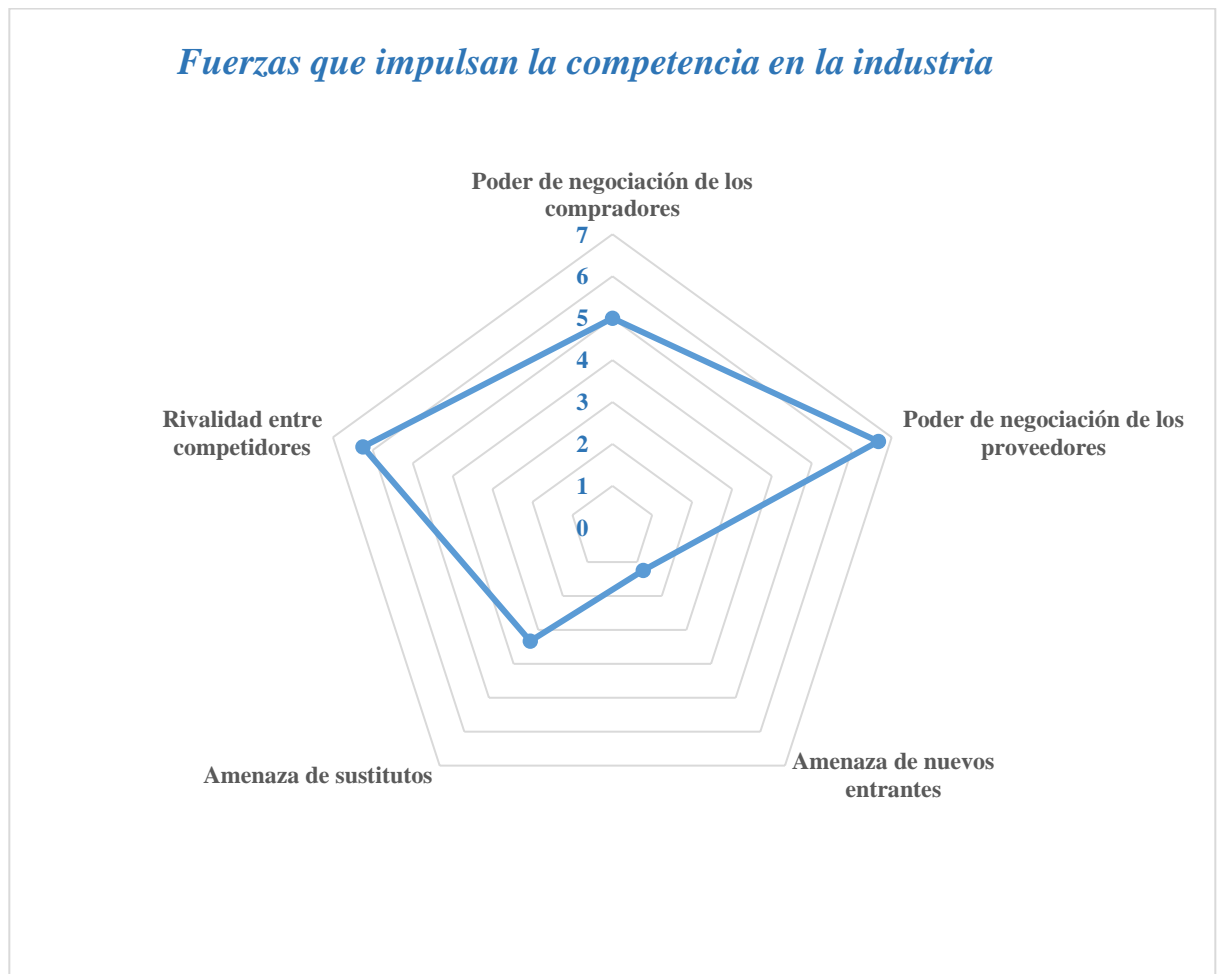 Fuerzas que impulsan la competencia en la industria
Poder de negociación de los
compradores
7
6
5
4
3
2
1
0
Rivalidad entre
competidores
Poder de negociación de los
proveedores
Amenaza de sustitutos
Amenaza de nuevos
entrantes